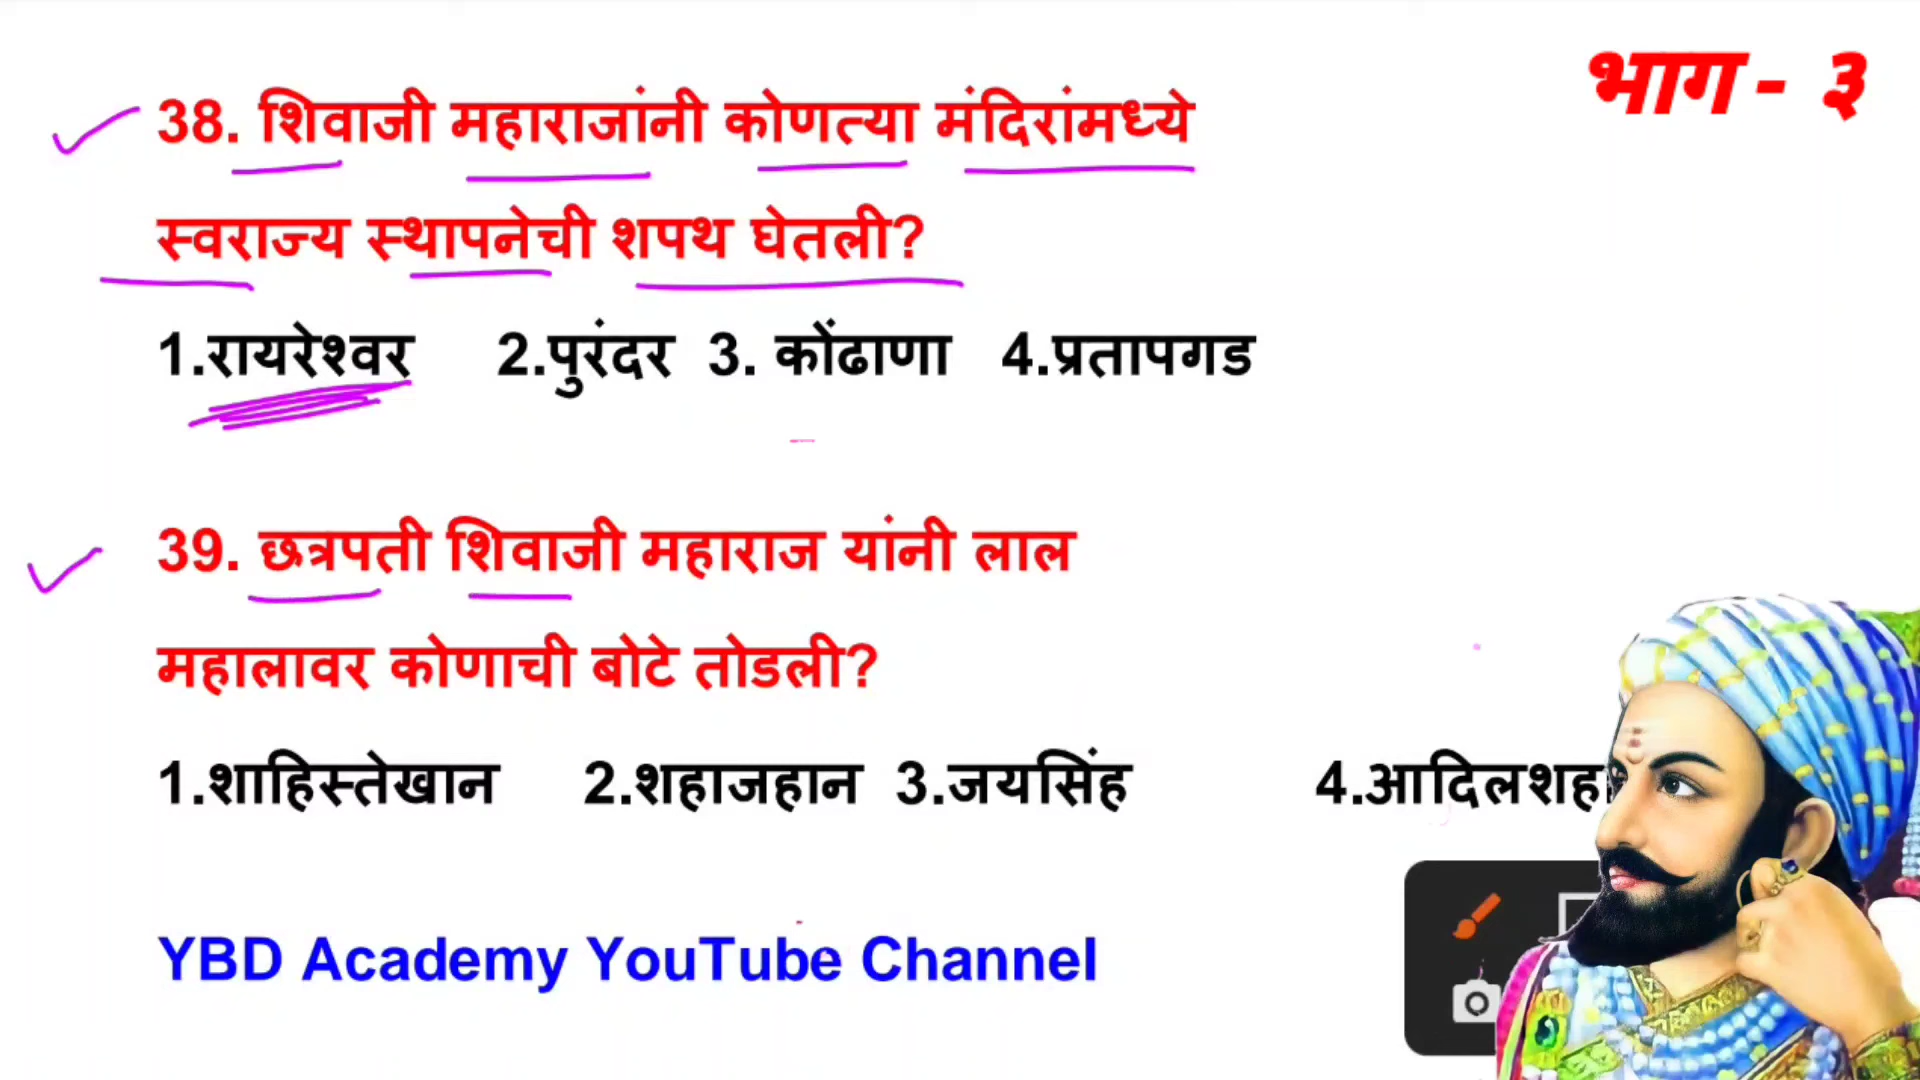 भाग - ३
38. शिवाजी महाराजांनी कोणत्या मंदिरांमध्ये
स्वराज्य स्थापनेची शपथ घेतली?
1.रायरेश्वर 2.पुरंदर 3. कोंढाणा 4.प्रतापगड
39. छत्रपती शिवाजी महाराज यांनी लाल
महालावर कोणाची बोटे तोडली?
1.शाहिस्तेखान 2.शहाजहान 3.जयसिंह 4.
YBD Academy YouTube Channel